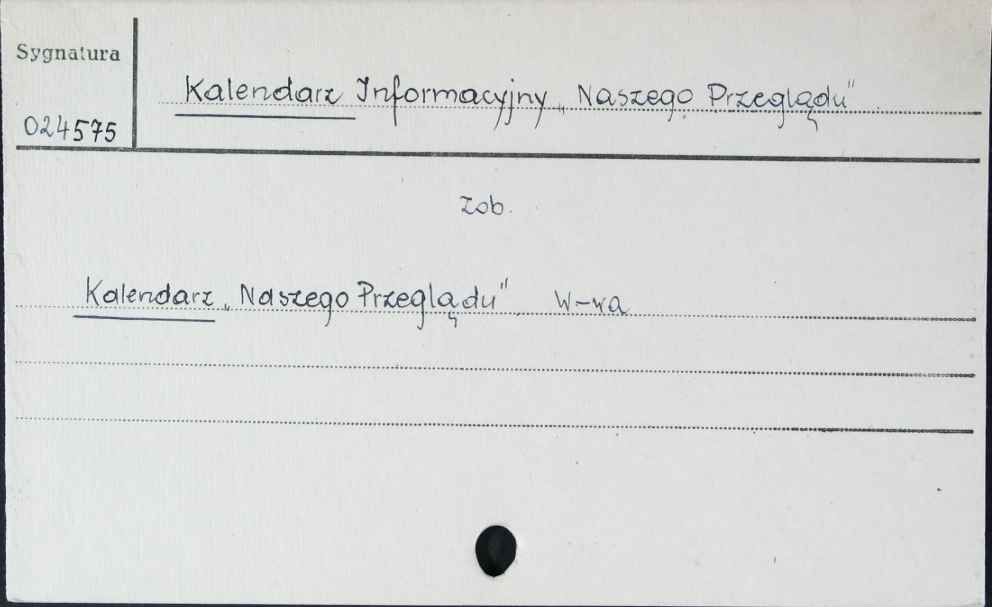 Sygnatura
Kalendarz Informacyjny „Naszego Przeglądu"
024575
zob.
Kalendarz „Naszego Przeglądu" W-wa